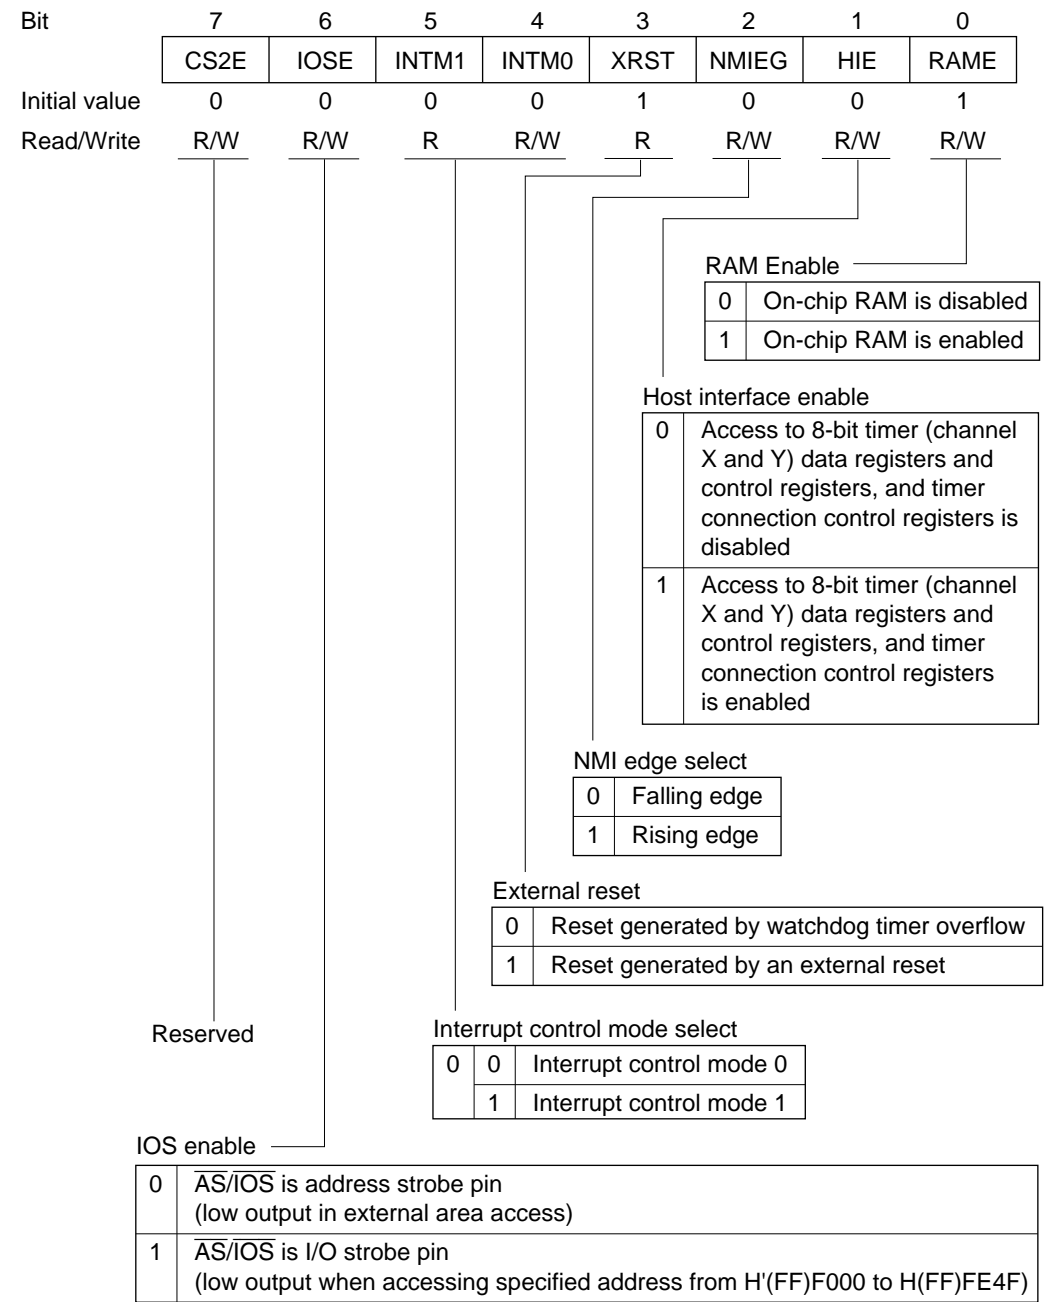 Bit 7 6 5 4 3 2 1 0
CS2E IOSE INTM1 INTM0 XRST NMIEG HIE RAME
Initial value 0 0 0 0 1 0 0 1
Read/Write R/W R/W R R/W R R/W R/W R/W
RAM Enable
0 On-chip RAM is disabled
1 On-chip RAM is enabled
Host interface enable
0 Access to 8-bit timer (channel
X and Y) data registers and
control registers, and timer
connection control registers is
disabled
1 Access to 8-bit timer (channel
X and Y) data registers and
control registers, and timer
connection control registers
is enabled
NMI edge select
0 Falling edge
1 Rising edge
External reset
0 Reset generated by watchdog timer overflow
1 Reset generated by an external reset
Reserved
Interrupt control mode select
0 0 Interrupt control mode 0
1 Interrupt control mode 1
IOS enable
0 A̅S̅/I̅O̅S̅ is address strobe pin
(low output in external area access)
1 A̅S̅/I̅O̅S̅ is I/O strobe pin
(low output when accessing specified address from H'(FF)F000 to H(FF)FE4F)